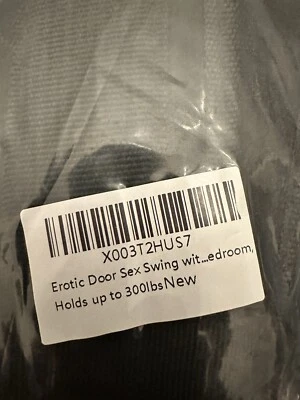 X003T2HUS7
Erotic Door Sex Swing wit...edroom,
Holds up to 300lbsNew